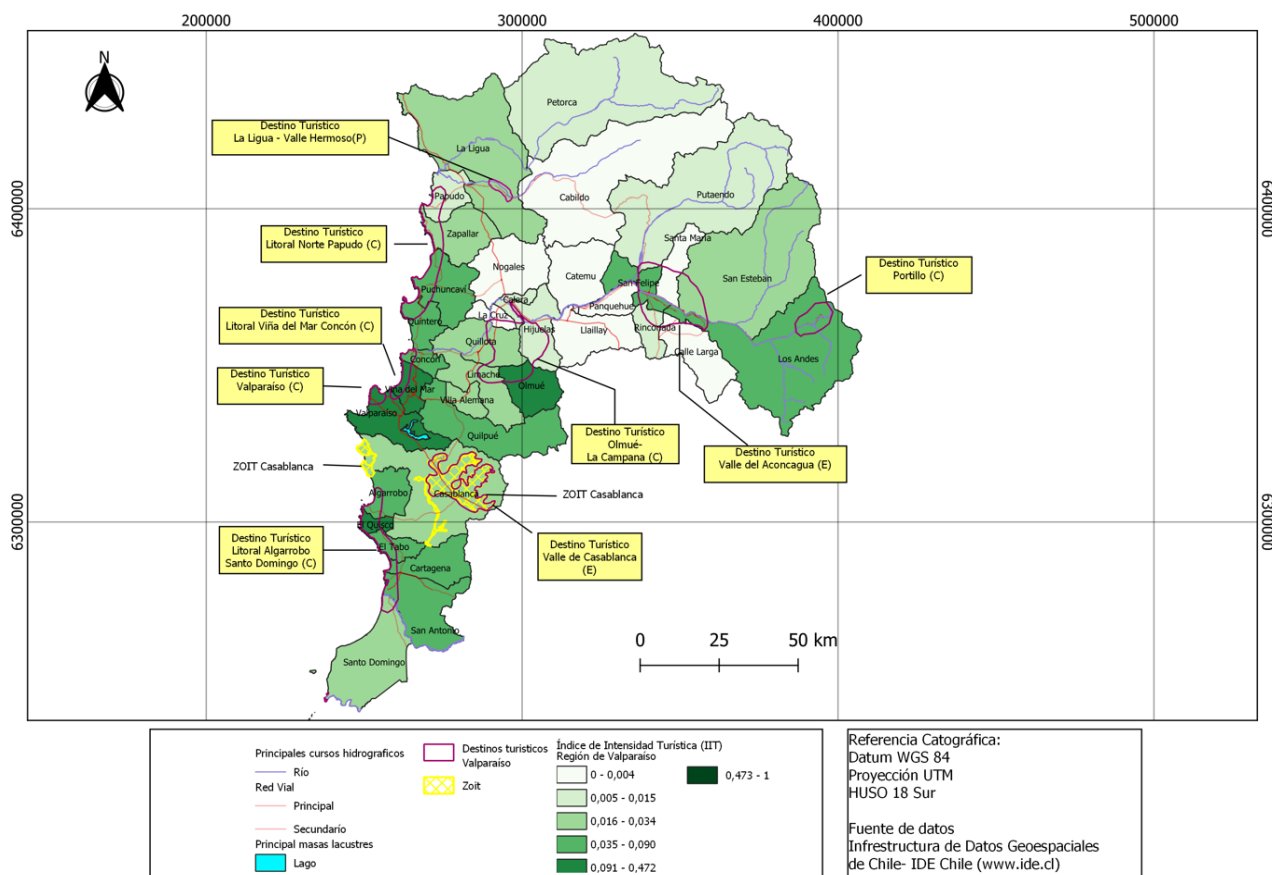 200000
300000
400000
500000
N
Petorca
Destino Turístico
La Ligua - Valle Hermoso(P)
La Ligua
Papudo
Cabildo
Putaendo
6400000
6400000
Destino Turístico
Litoral Norte Papudo (C)
Zapallar
Santa Maria
Nogales
Catemu
San Felipe
San Esteban
Destino Turístico
Portillo (C)
Puchuncavi
Calera
Panquehue
Quintero
La Cruz
Hijuelas
Llaillay
Rinconada
Destino Turístico
Litoral Viña del Mar Concón (C)
Quillota
Calle Larga
Los Andes
Concón
Limache
Olmué
Destino Turístico
Valparaíso (C)
Viña del Mar
Villa Alemana
Valparaíso
Quilpué
Destino Turístico
Olmué-
La Campana (C)
Destino Turístico
Valle del Aconcagua (E)
ZOIT Casablanca
Algarrobo
Casablanca
ZOIT Casablanca
6300000
6300000
El Quisco
Destino Turístico
Litoral Algarrobo
Santo Domingo (C)
El Tabo
Destino Turístico
Valle de Casablanca
(E)
Cartagena
San Antonio
0 25 50 km
Santo Domingo
Principales cursos hidrograficos
Río
Red Vial
Principal
Secundarío
Principal masas lacustres
Lago
Destinos turisticos
Valparaíso
Zoit
Índice de Intensidad Turística (IIT)
Región de Valparaíso
0 - 0,004
0,005 - 0,015
0,016 - 0,034
0,035 - 0,090
0,091 - 0,472
0,473 - 1
Referencia Catográfica:
Datum WGS 84
Proyección UTM
HUSO 18 Sur
Fuente de datos
Infrestructura de Datos Geoespaciales
de Chile- IDE Chile (www.ide.cl)